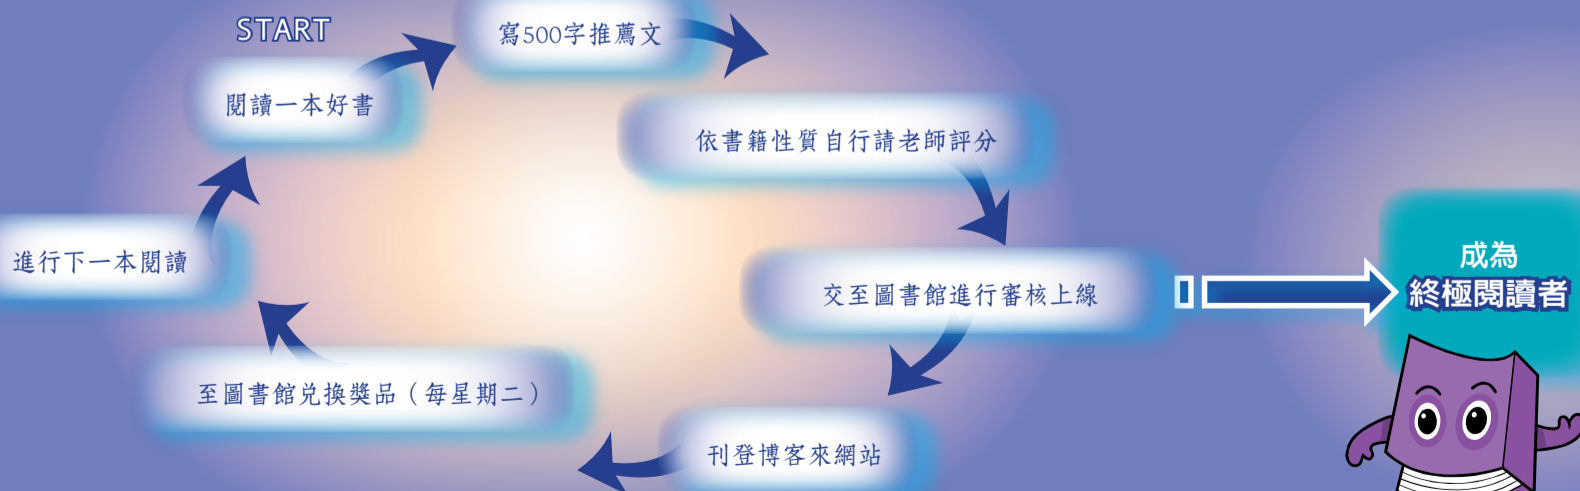 START
閱讀一本好書
寫500字推薦文
依書籍性質自行請老師評分
交至圖書館進行審核上線
刊登博客來網站
至圖書館兌換獎品（每星期二）
進行下一本閱讀
成為
終極閱讀者